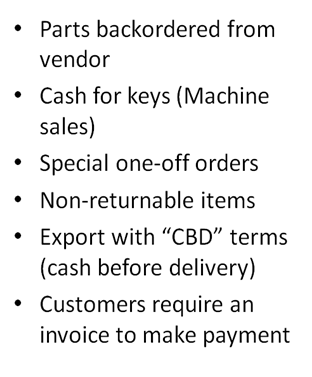 • Parts backordered from
vendor
• Cash for keys (Machine
sales)
• Special one-off orders
• Non-returnable items
• Export with “CBD” terms
(cash before delivery)
• Customers require an
invoice to make payment